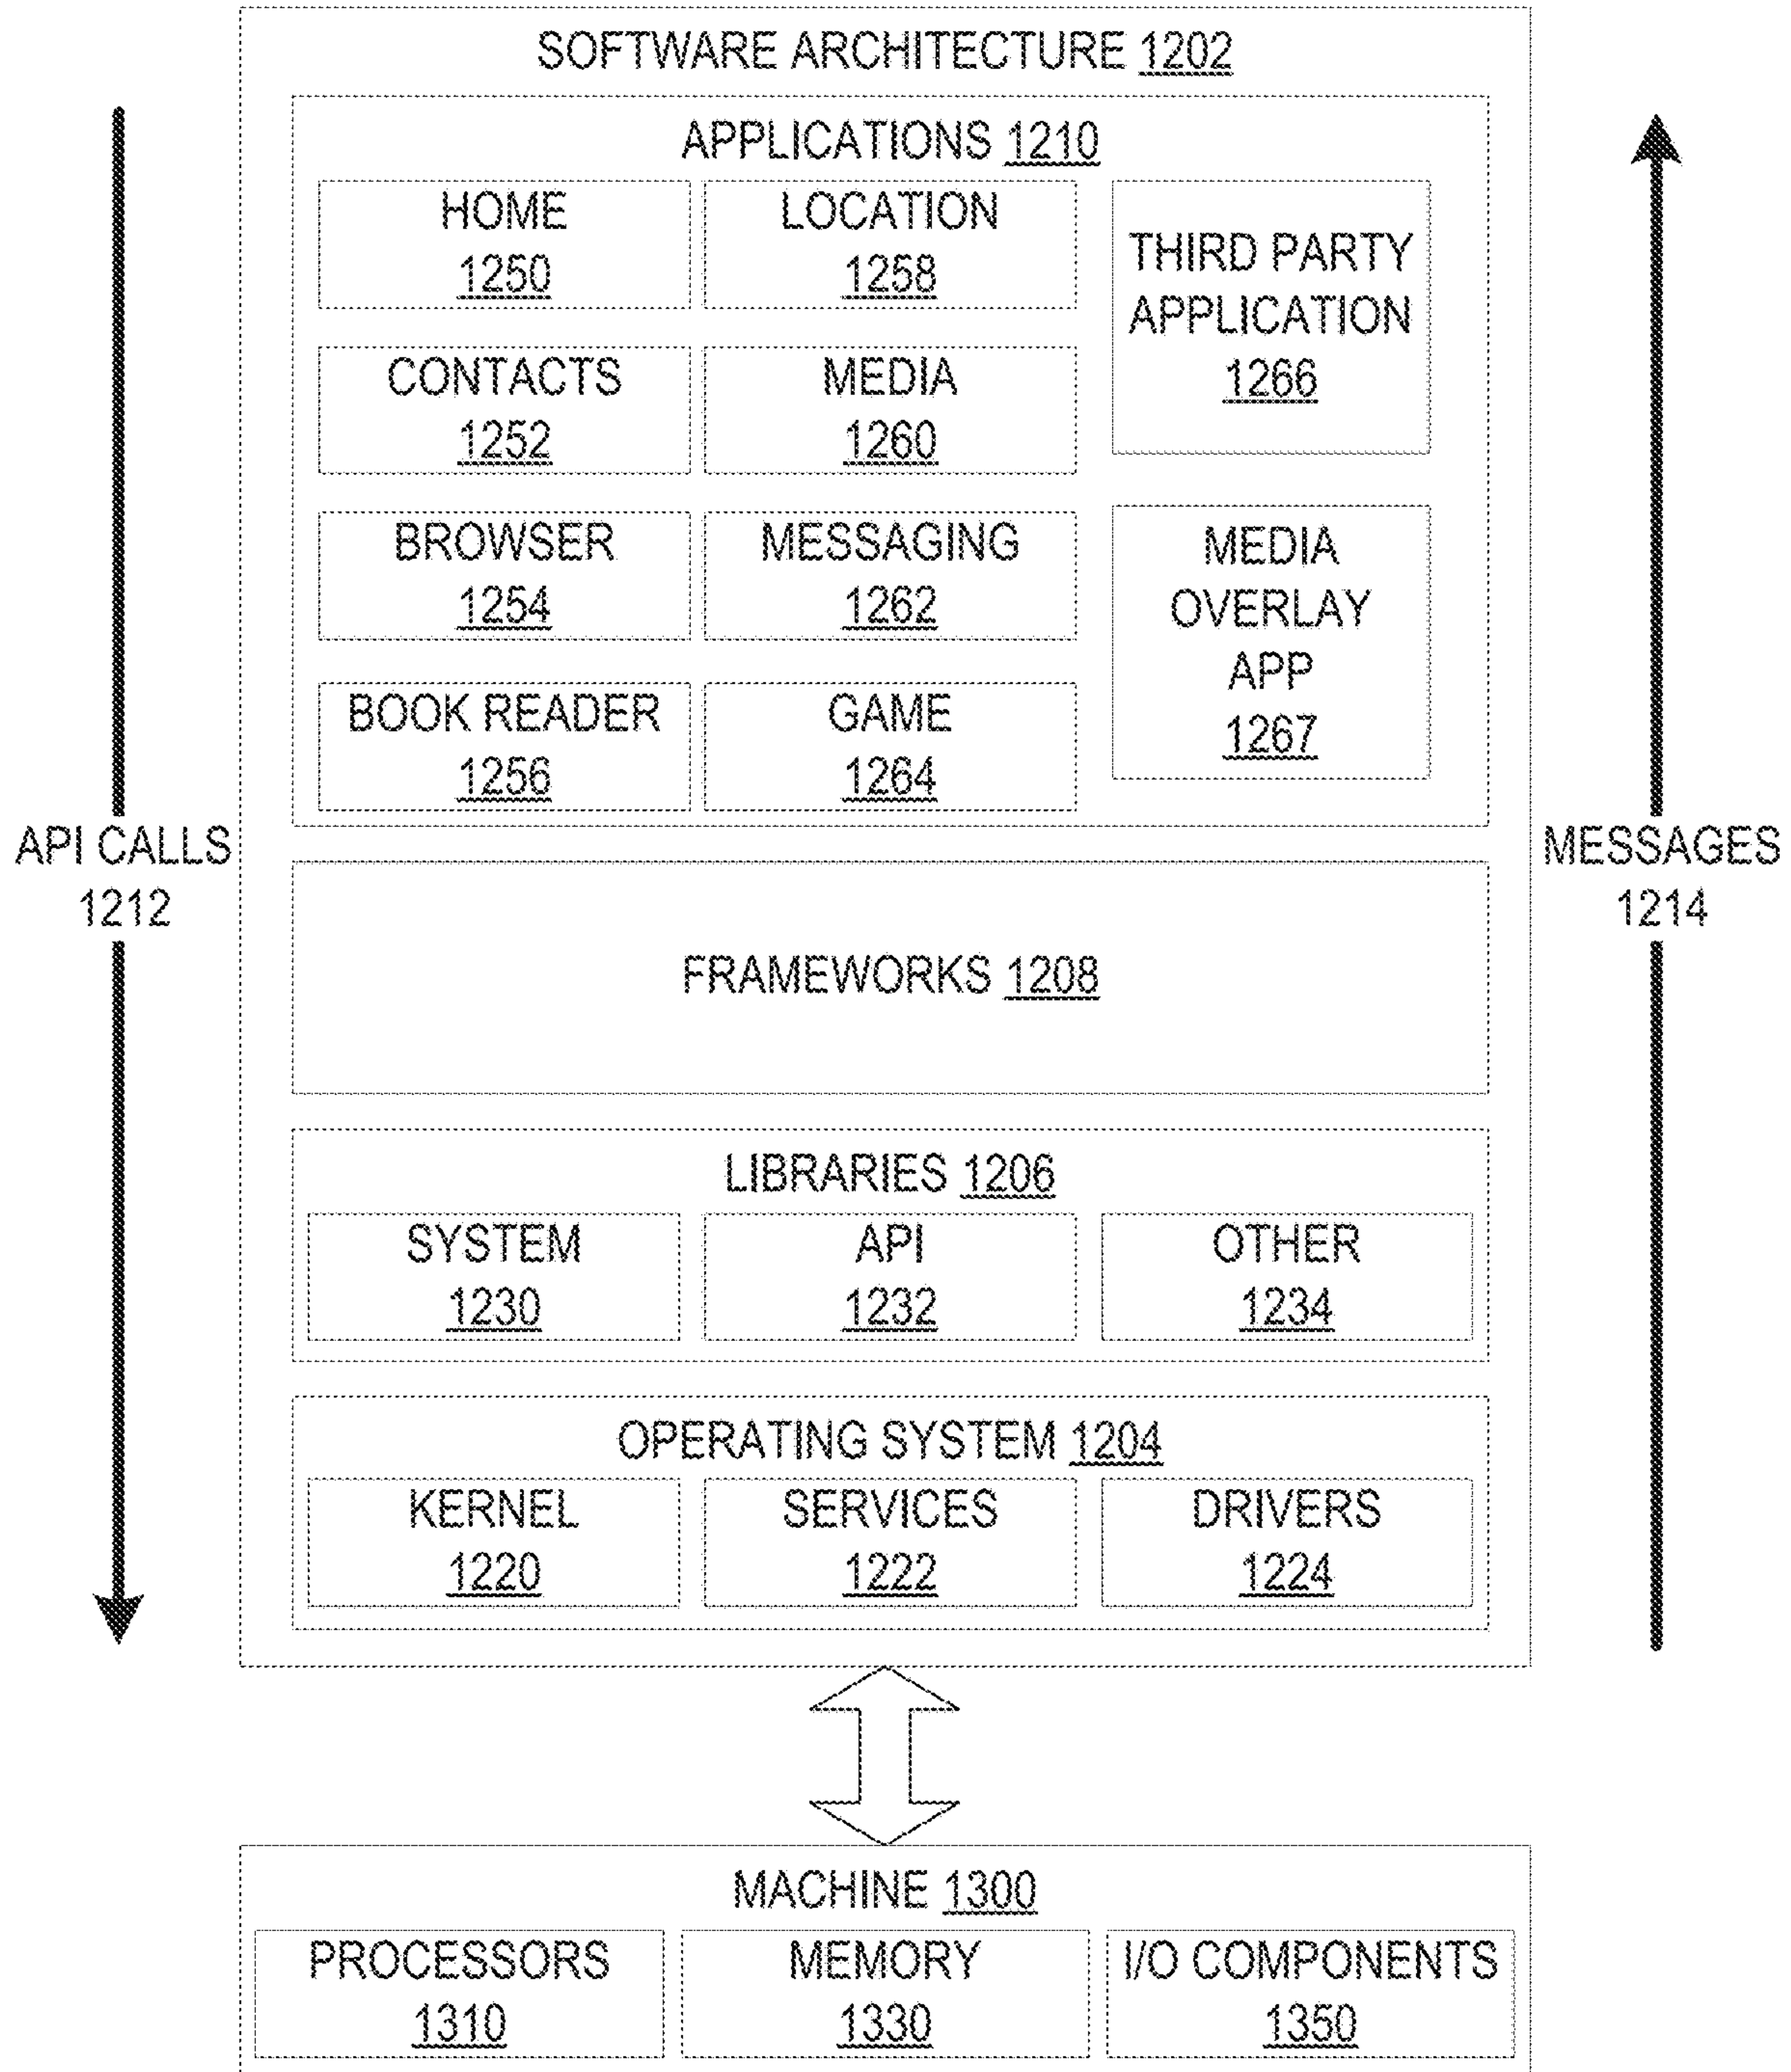 SOFTWARE ARCHITECTURE 1202
APPLICATIONS 1210
HOME
1250
LOCATION
1258
THIRD PARTY
APPLICATION
1266
CONTACTS
1252
MEDIA
1260
BROWSER
1254
MESSAGING
1262
MEDIA
OVERLAY
APP
1267
BOOK READER
1256
GAME
1264
API CALLS
1212
MESSAGES
1214
FRAMEWORKS 1208
LIBRARIES 1206
SYSTEM
1230
API
1232
OTHER
1234
OPERATING SYSTEM 1204
KERNEL
1220
SERVICES
1222
DRIVERS
1224
MACHINE 1300
PROCESSORS
1310
MEMORY
1330
I/O COMPONENTS
1350